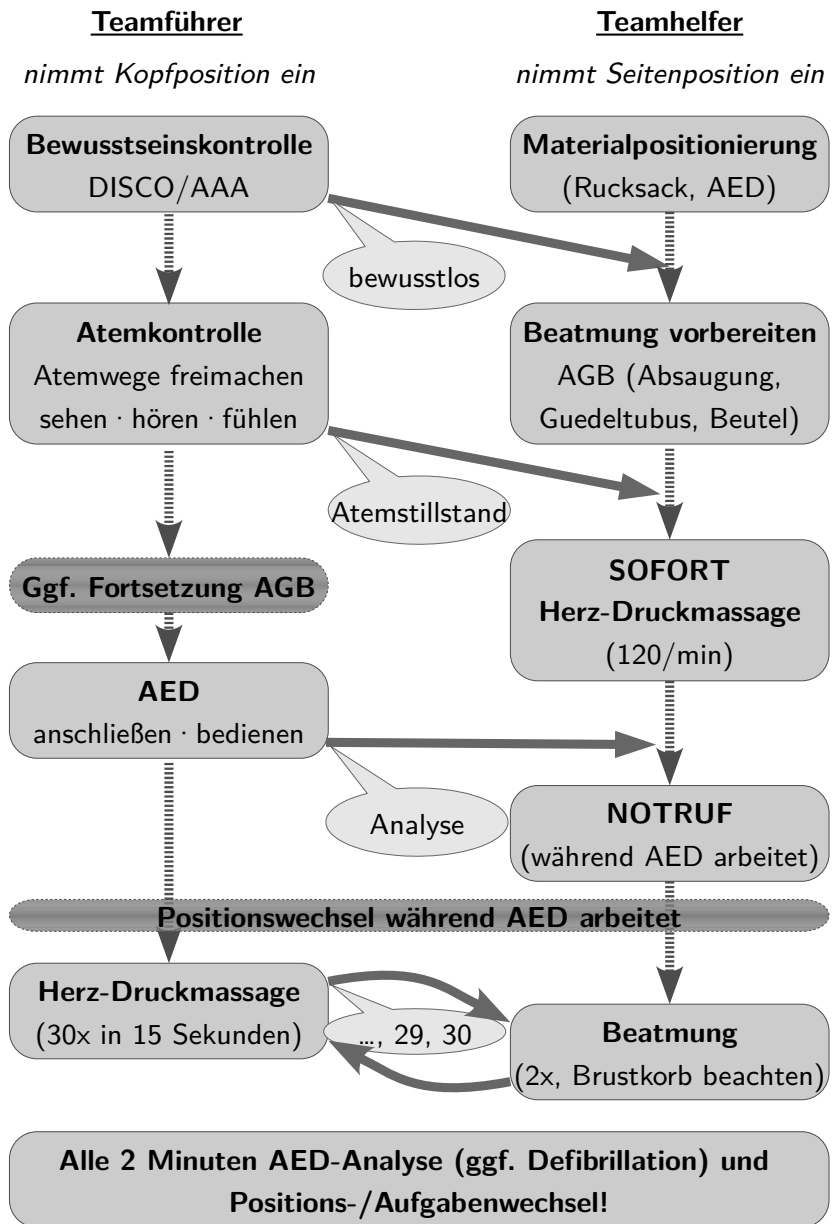 Teamführer
Teamhelfer
nimmt Kopfposition ein
nimmt Seitenposition ein
Bewusstseinskontrolle
DISCO/AAA
Materialpositionierung
(Rucksack, AED)
bewusstlos
Atemkontrolle
Atemwege freimachen
sehen · hören · fühlen
Beatmung vorbereiten
AGB (Absaugung,
Guedeltubus, Beutel)
Atemstillstand
Ggf. Fortsetzung AGB
SOFORT
Herz-Druckmassage
(120/min)
AED
anschließen · bedienen
Analyse
NOTRUF
(während AED arbeitet)
Positionswechsel während AED arbeitet
Herz-Druckmassage
(30x in 15 Sekunden)
..., 29, 30
Beatmung
(2x, Brustkorb beachten)
Alle 2 Minuten AED-Analyse (ggf. Defibrillation) und
Positions-/Aufgabenwechsel!